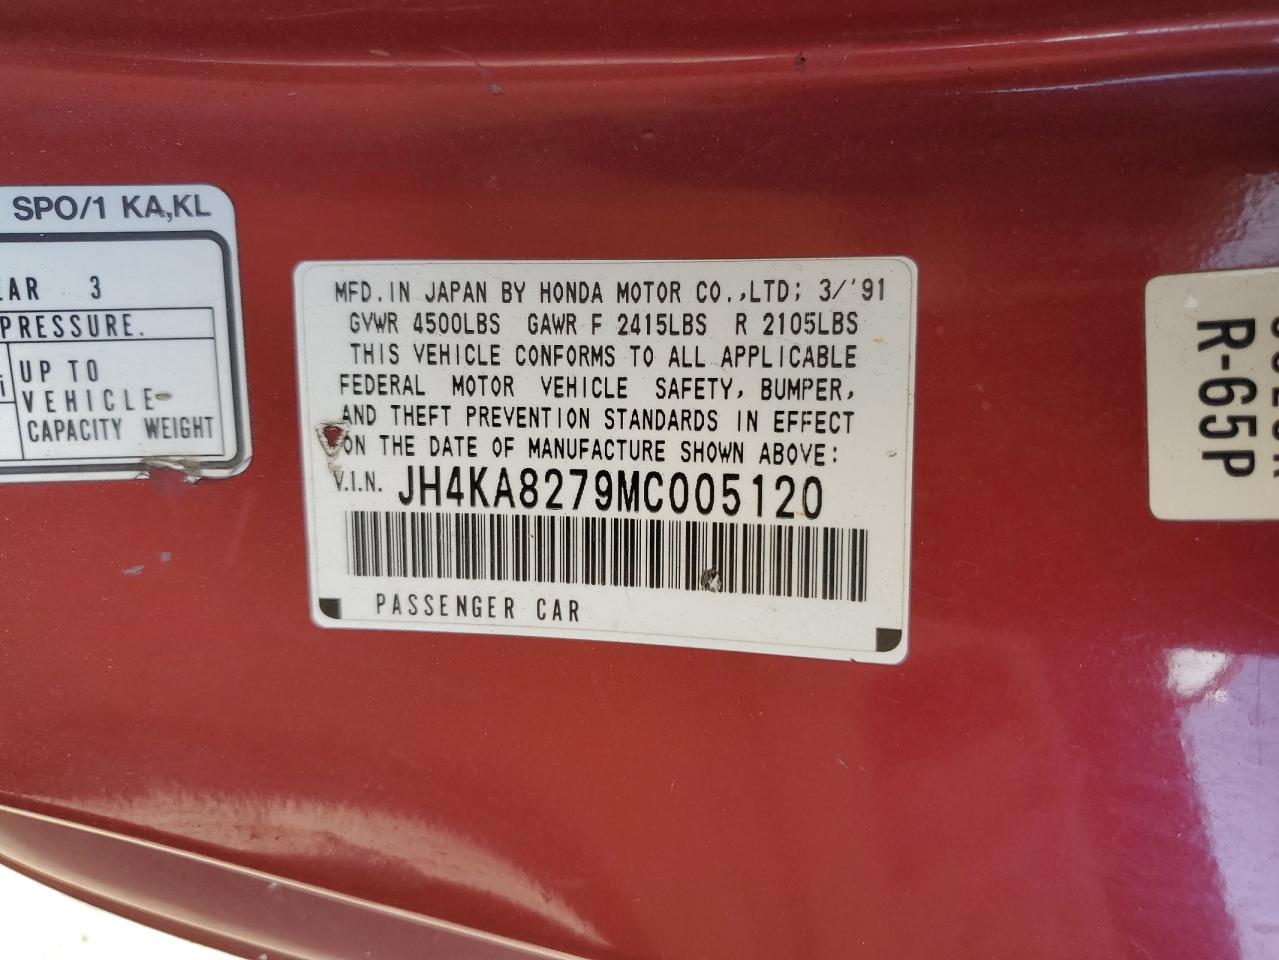 SPO/1 KA,KL
EAR 3
PRESSURE.
UP TO
VEHICLE
CAPACITY WEIGHT
MFD. IN JAPAN BY HONDA MOTOR CO.,LTD; 3/'91
GVWR 4500LBS GAWR F 2415LBS R 2105LBS
THIS VEHICLE CONFORMS TO ALL APPLICABLE
FEDERAL MOTOR VEHICLE SAFETY, BUMPER,
AND THEFT PREVENTION STANDARDS IN EFFECT
ON THE DATE OF MANUFACTURE SHOWN ABOVE:
V.I.N. JH4KA8279MC005120
PASSENGER CAR
R-65P